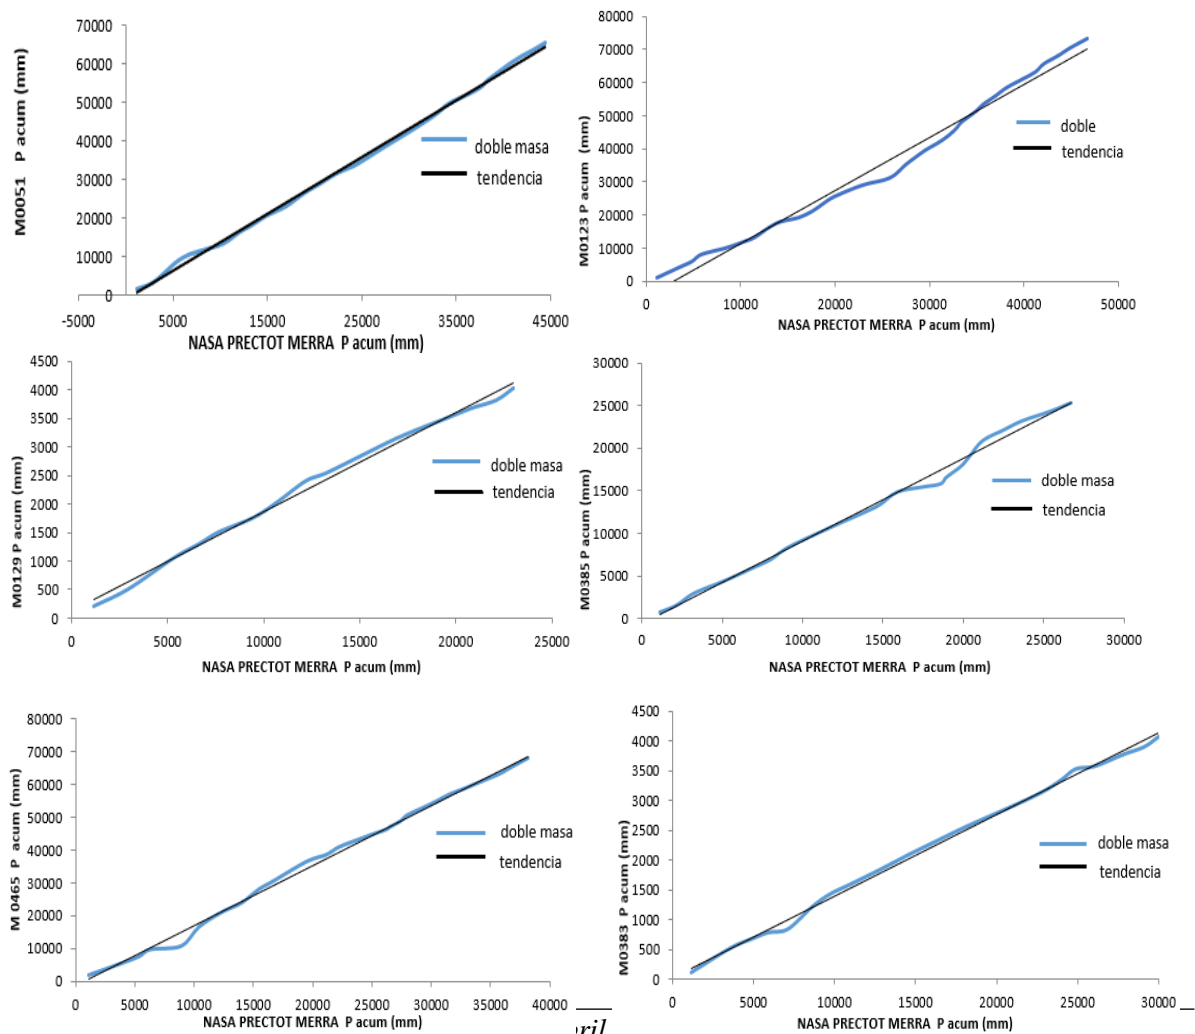 70000
60000
50000
40000
30000
20000
10000
0
-5000 5000 15000 25000 35000 45000
M0051 P acum (mm)
NASA PRECTOT MERRA P acum (mm)
doble masa
tendencia
80000
70000
60000
50000
40000
30000
20000
10000
0
0 10000 20000 30000 40000 50000
M0123 P acum (mm)
NASA PRECTOT MERRA P acum (mm)
doble
tendencia
4500
4000
3500
3000
2500
2000
1500
1000
500
0
0 5000 10000 15000 20000 25000
M0129 P acum (mm)
NASA PRECTOT MERRA P acum (mm)
doble masa
tendencia
30000
25000
20000
15000
10000
5000
0
0 5000 10000 15000 20000 25000 30000
M0385 P acum (mm)
NASA PRECTOT MERRA P acum (mm)
doble masa
tendencia
80000
70000
60000
50000
40000
30000
20000
10000
0
0 5000 10000 15000 20000 25000 30000 35000 40000
M 0465 P acum (mm)
NASA PRECTOT MERRA P acum (mm)
doble masa
tendencia
4500
4000
3500
3000
2500
2000
1500
1000
500
0
0 5000 10000 15000 20000 25000 30000
M0383 P acum (mm)
NASA PRECTOT MERRA P acum (mm)
doble masa
tendencia